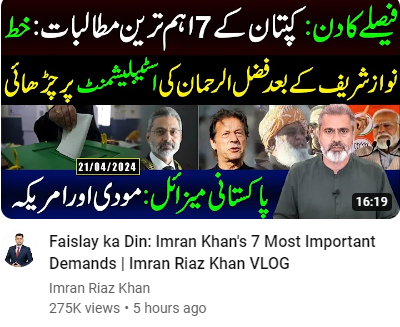 فیصلے کا دن: کپتان کے 7 اہم ترین مطالبات: خط
نواز شریف کے بعد فضل الرحمان کی اسٹیبلیشمنٹ پر چڑھائی
21/04/2024
پاکستانی میزائل: مودی اور امریکہ
16:19
Faislay ka Din: Imran Khan's 7 Most Important
Demands | Imran Riaz Khan VLOG
Imran Riaz Khan
275K views • 5 hours ago